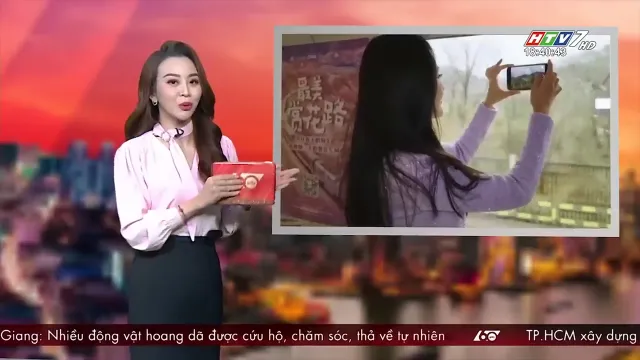 HTV7 HD
18:40:43
最美
赏花路
Giang: Nhiều động vật hoang dã được cứu hộ, chăm sóc, thả về tự nhiên
TP.HCM xây dựng